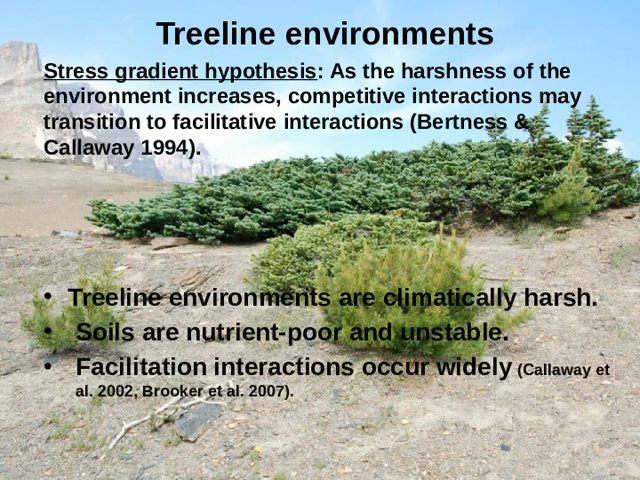 Treeline environments
Stress gradient hypothesis: As the harshness of the
environment increases, competitive interactions may
transition to facilitative interactions (Bertness &
Callaway 1994).
• Treeline environments are climatically harsh.
• Soils are nutrient-poor and unstable.
• Facilitation interactions occur widely (Callaway et
al. 2002, Brooker et al. 2007).